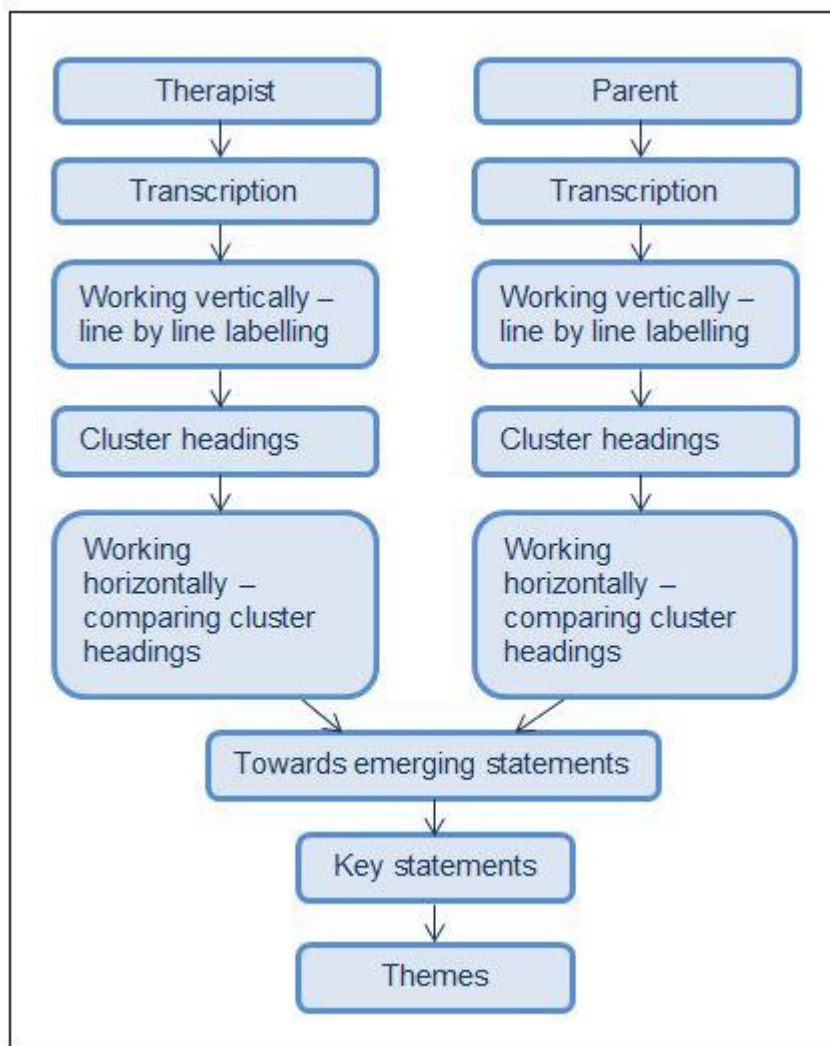 Therapist
Parent
Transcription
Transcription
Working vertically –
line by line labelling
Working vertically –
line by line labelling
Cluster headings
Cluster headings
Working
horizontally –
comparing cluster
headings
Working
horizontally –
comparing cluster
headings
Towards emerging statements
Key statements
Themes